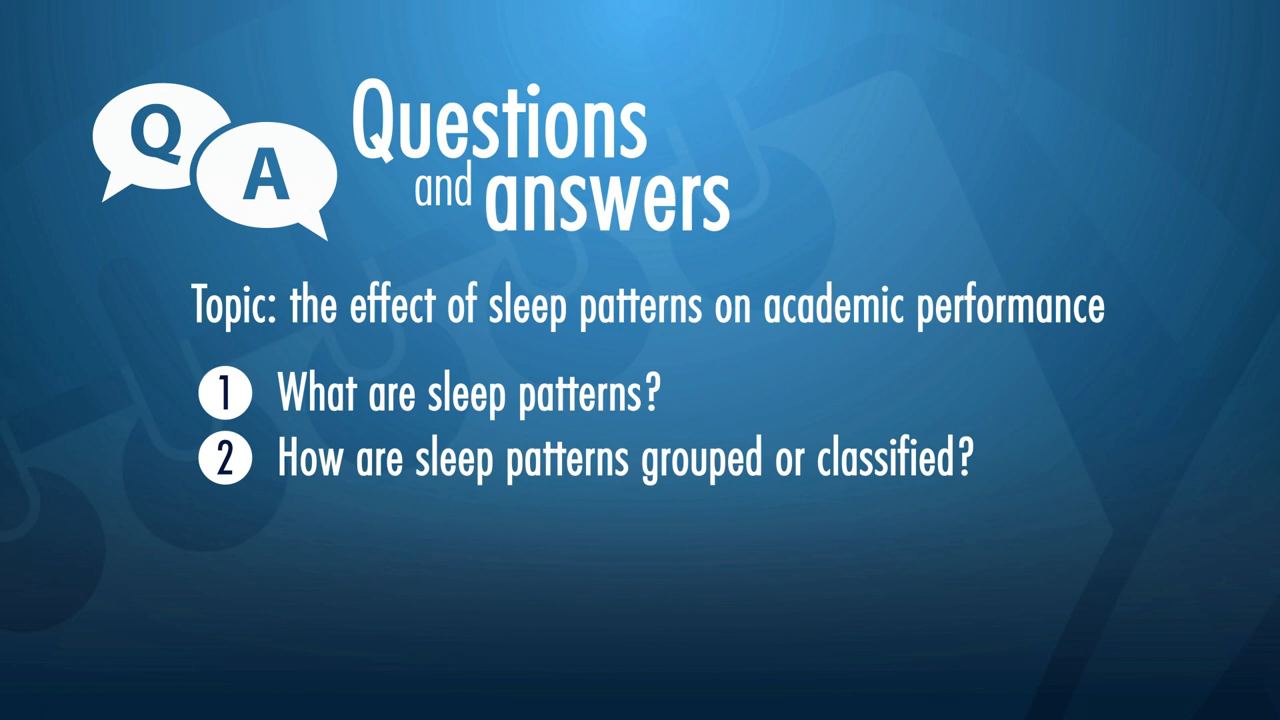 Q
A
Questions
and answers
Topic: the effect of sleep patterns on academic performance
1 What are sleep patterns?
2 How are sleep patterns grouped or classified?